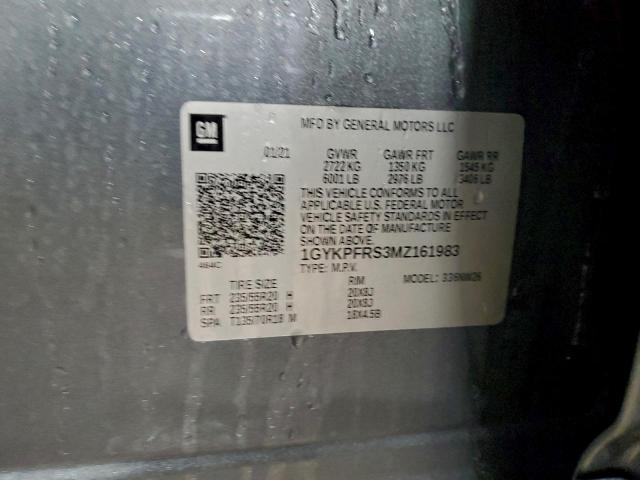 GM
MFD BY GENERAL MOTORS LLC
01/21 GVWR GAWR FRT GAWR RR
2722 KG 1350 KG 1545 KG
6001 LB 2976 LB 3406 LB
THIS VEHICLE CONFORMS TO ALL
APPLICABLE U.S. FEDERAL MOTOR
VEHICLE SAFETY STANDARDS IN EFFECT
ON THE DATE OF MANUFACTURE
SHOWN ABOVE.
464C
1GYKPFRS3MZ161983
TYPE: M.P.V. MODEL:
TIRE SIZE RIM
FRT 235/55R20 H 20X8J
RR 235/55R20 H 20X8J
SPA T135/70R18 M 18X4.5B